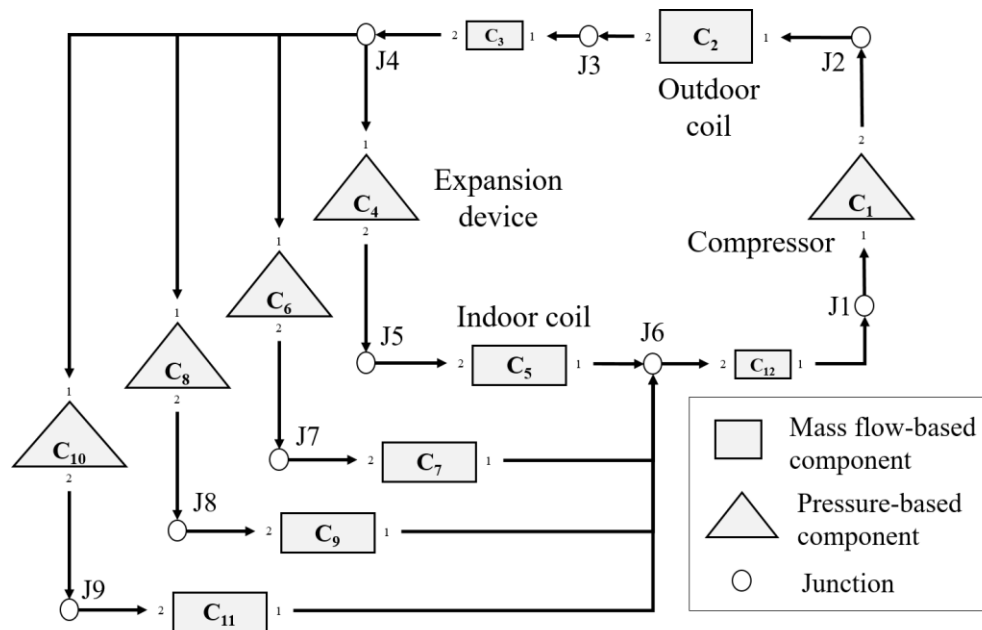 J4
2 C3 1
J3
2 C2 1
J2
Outdoor
coil
1
C4
2
Expansion
device
2
C1
1
Compressor
J1
1
C6
2
J5
Indoor coil
2 C5 1
J6
2 C12 1
1
C8
2
J7
2 C7 1
1
C10
2
J8
2 C9 1
J9
2 C11 1
Mass flow-based
component
Pressure-based
component
Junction